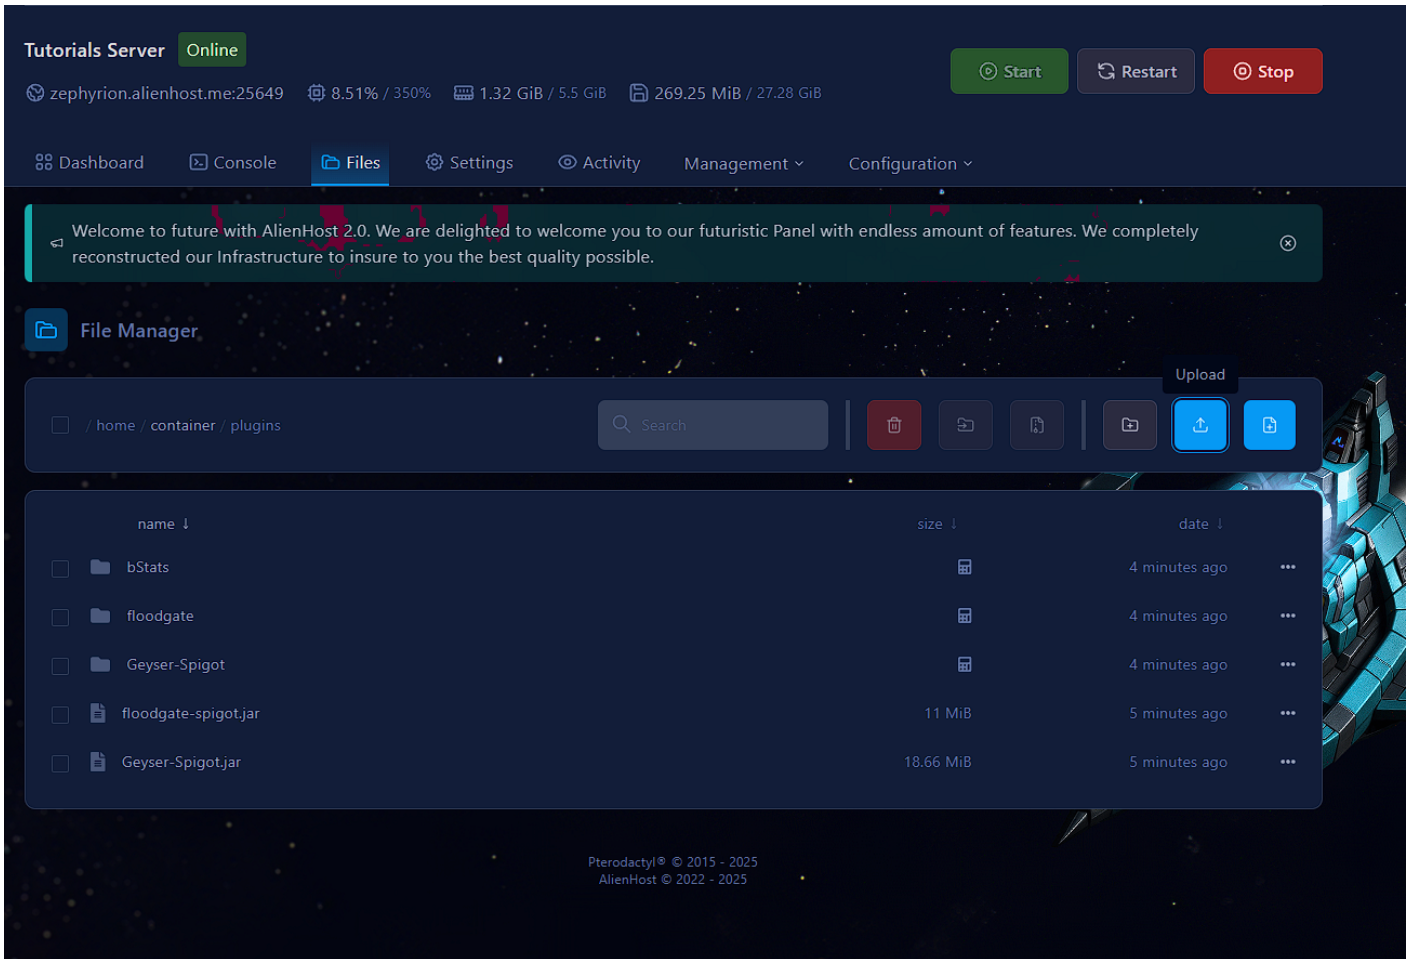 Tutorials Server Online
zephyrion.alienhost.me:25649 8.51% / 350% 1.32 GiB / 5.5 GiB 269.25 MiB / 27.28 GiB
Start Restart Stop
Dashboard Console Files Settings Activity Management Configuration
Welcome to future with AlienHost 2.0. We are delighted to welcome you to our futuristic Panel with endless amount of features. We completely
reconstructed our Infrastructure to insure to you the best quality possible.
File Manager
Upload
/ home / container / plugins Search
name ↓ size ↓ date ↓
bStats 4 minutes ago
floodgate 4 minutes ago
Geyser-Spigot 4 minutes ago
floodgate-spigot.jar 11 MiB 5 minutes ago
Geyser-Spigot.jar 18.66 MiB 5 minutes ago
Pterodactyl® © 2015 - 2025
AlienHost © 2022 - 2025